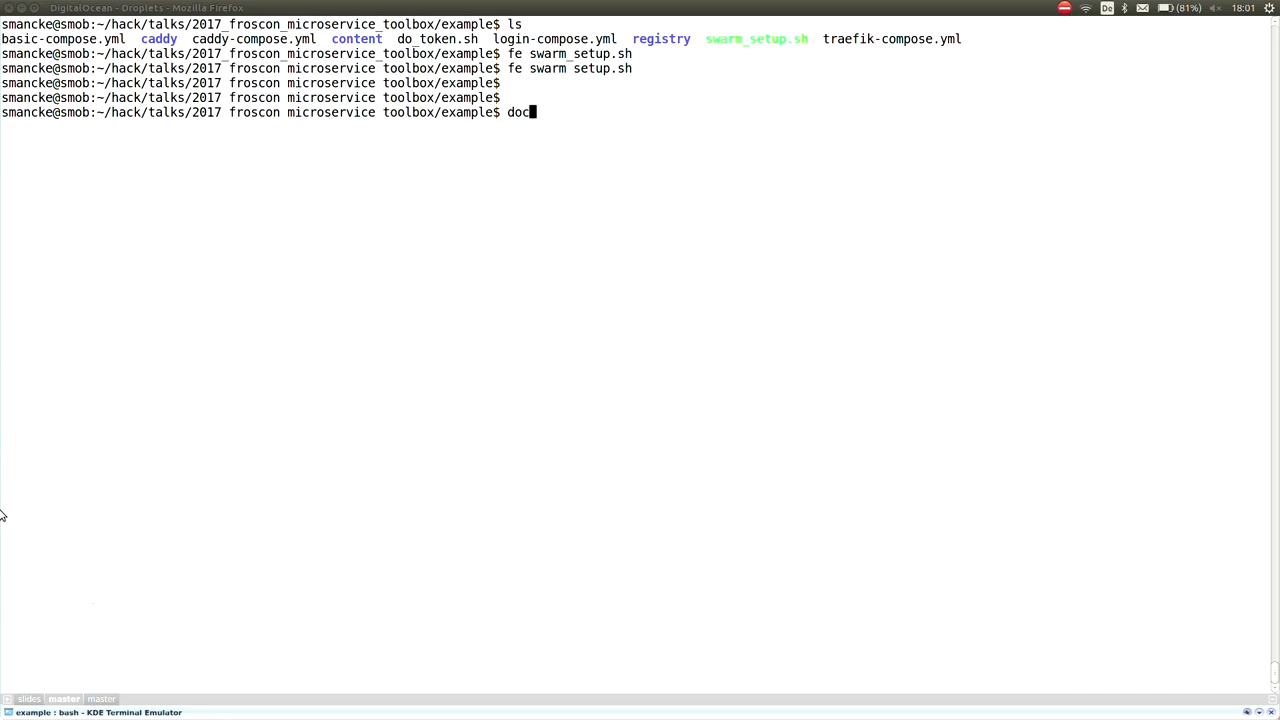 DigitalOcean - Droplets - Mozilla Firefox De (81%) 18:01
smancke@smob:~/hack/talks/2017_froscon_microservice_toolbox/example$ ls
basic-compose.yml caddy caddy-compose.yml content do_token.sh login-compose.yml registry swarm_setup.sh traefik-compose.yml
smancke@smob:~/hack/talks/2017_froscon_microservice_toolbox/example$ fe swarm_setup.sh
smancke@smob:~/hack/talks/2017_froscon_microservice_toolbox/example$ fe swarm_setup.sh
smancke@smob:~/hack/talks/2017_froscon_microservice_toolbox/example$
smancke@smob:~/hack/talks/2017_froscon_microservice_toolbox/example$
smancke@smob:~/hack/talks/2017_froscon_microservice_toolbox/example$ doc
slides master master
example : bash - KDE Terminal Emulator